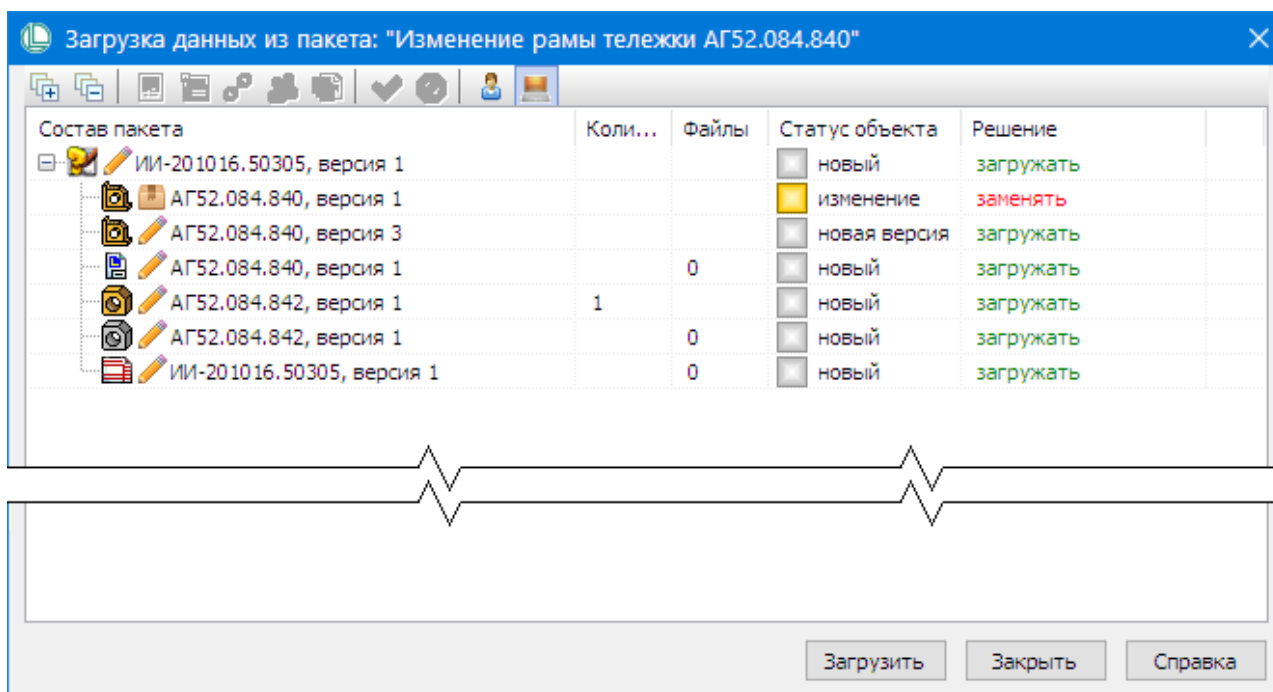 Загрузка данных из пакета: "Изменение рамы тележки АГ52.084.840"
Состав пакета Коли... Файлы Статус объекта Решение
ИИ-201016.50305, версия 1 новый загружать
АГ52.084.840, версия 1 изменение заменять
АГ52.084.840, версия 3 новая версия загружать
АГ52.084.840, версия 1 0 новый загружать
АГ52.084.842, версия 1 1 новый загружать
АГ52.084.842, версия 1 0 новый загружать
ИИ-201016.50305, версия 1 0 новый загружать
Загрузить Закрыть Справка